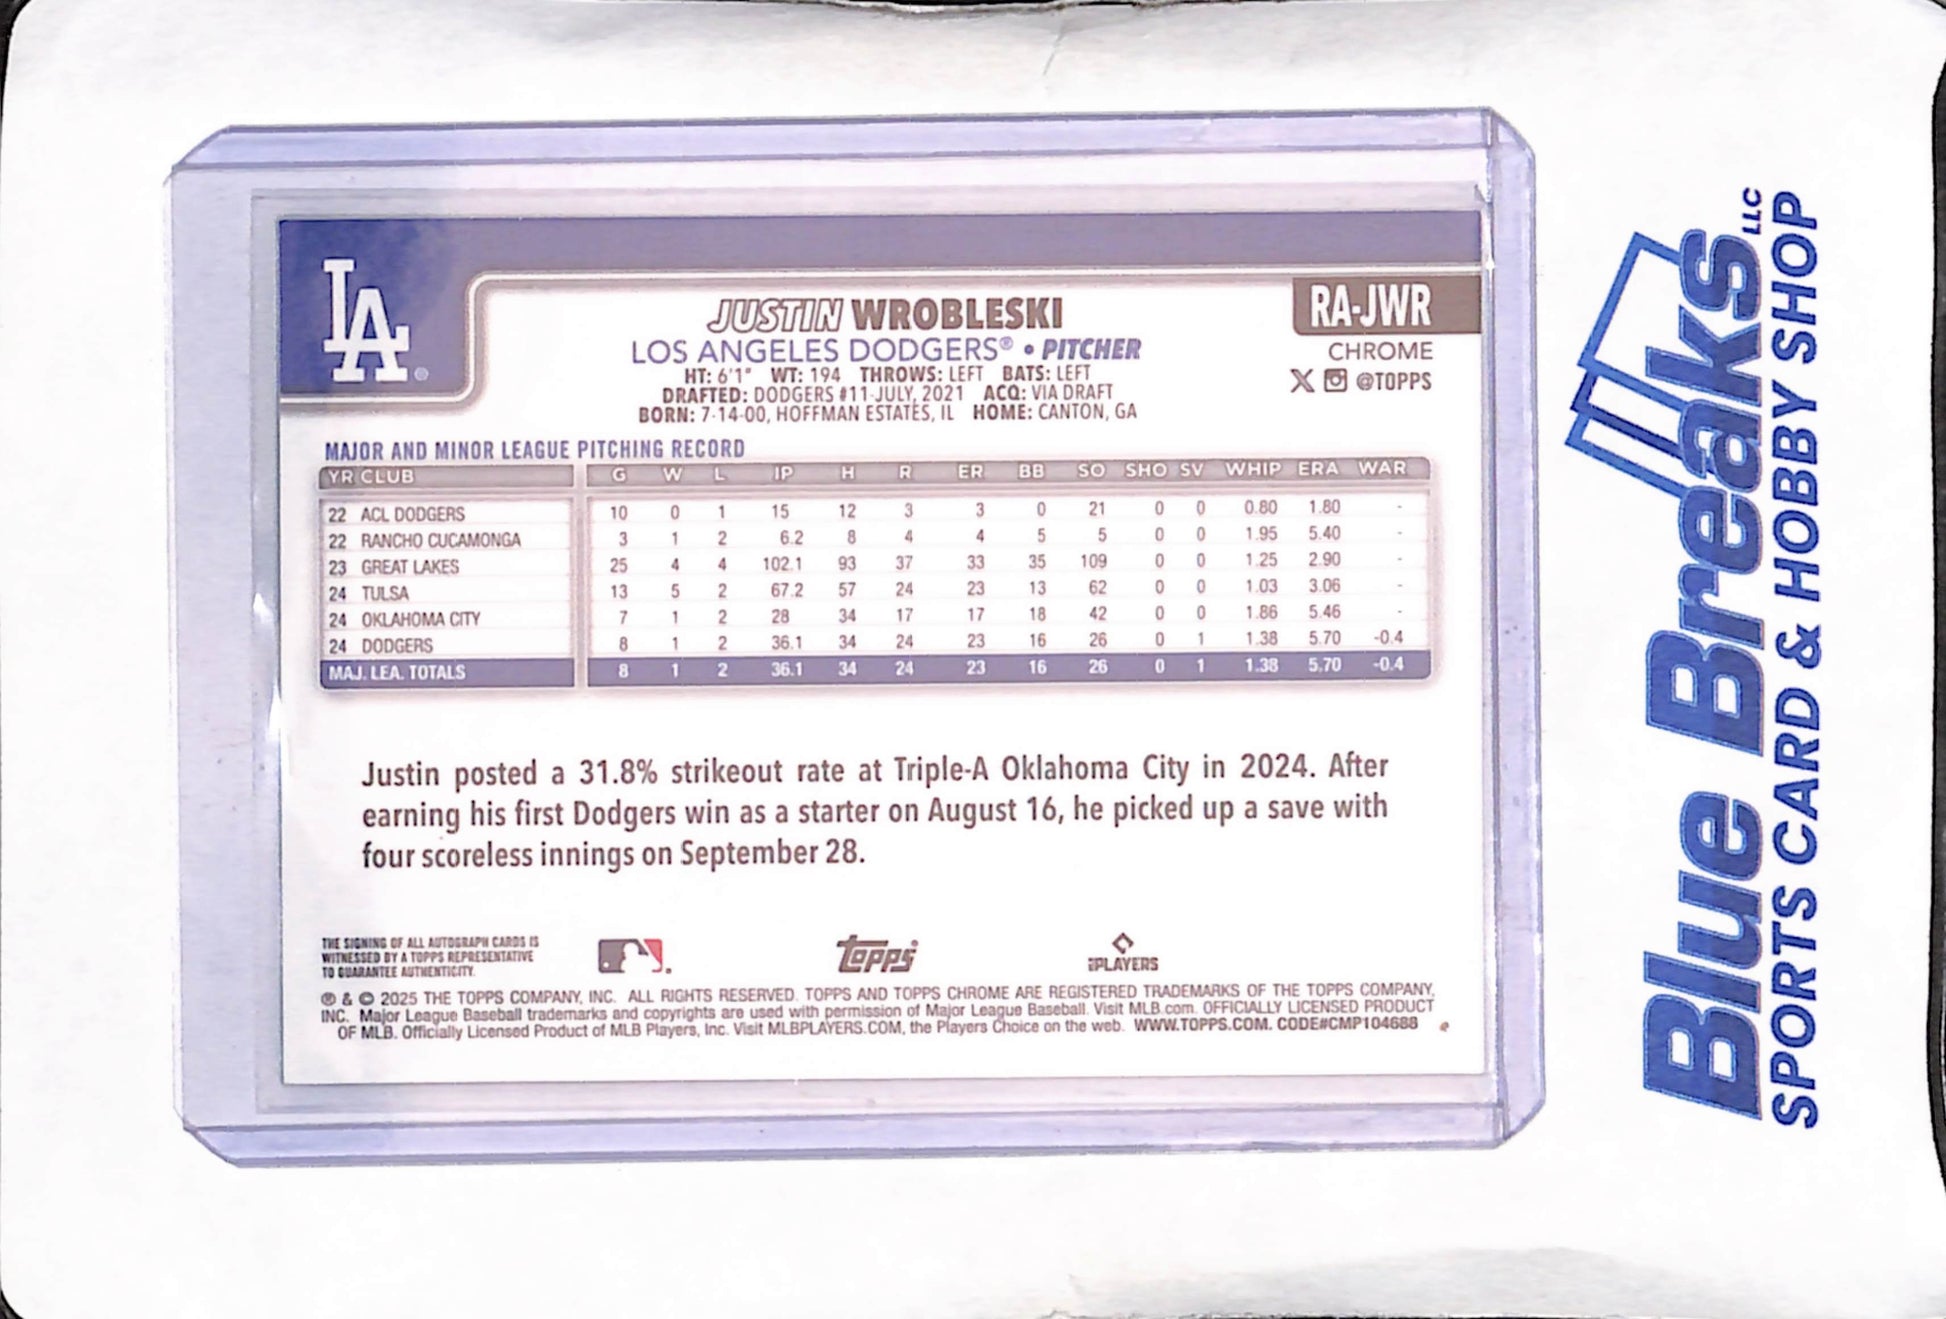 LA
JUSTIN WROBLESKI
LOS ANGELES DODGERS® • PITCHER
HT: 6'1" WT: 194 THROWS: LEFT BATS: LEFT
DRAFTED: DODGERS #11-JULY, 2021 ACQ: VIA DRAFT
BORN: 7-14-00, HOFFMAN ESTATES, IL HOME: CANTON, GA
RA-JWR
CHROME
X @TOPPS
MAJOR AND MINOR LEAGUE PITCHING RECORD
YR CLUB G W L IP H R ER BB SO SHO SV WHIP ERA WAR
22 ACL DODGERS 10 0 1 15 12 3 3 0 21 0 0 0.80 1.80 -
22 RANCHO CUCAMONGA 3 1 2 6.2 8 4 4 5 5 0 0 1.95 5.40 -
23 GREAT LAKES 25 4 4 102.1 93 37 33 35 109 0 0 1.25 2.90 -
24 TULSA 13 5 2 67.2 57 24 23 13 62 0 0 1.03 3.06 -
24 OKLAHOMA CITY 7 1 2 28 34 17 17 18 42 0 0 1.86 5.46 -
24 DODGERS 8 1 2 36.1 34 24 23 16 26 0 1 1.38 5.70 -0.4
MAJ. LEA. TOTALS 8 1 2 36.1 34 24 23 16 26 0 1 1.38 5.70 -0.4
Justin posted a 31.8% strikeout rate at Triple-A Oklahoma City in 2024. After
earning his first Dodgers win as a starter on August 16, he picked up a save with
four scoreless innings on September 28.
THE SIGNING OF ALL AUTOGRAPH CARDS IS
WITNESSED BY A TOPPS REPRESENTATIVE
TO GUARANTEE AUTHENTICITY.
Topps
PLAYERS
® & © 2025 THE TOPPS COMPANY, INC. ALL RIGHTS RESERVED. TOPPS AND TOPPS CHROME ARE REGISTERED TRADEMARKS OF THE TOPPS COMPANY,
INC. Major League Baseball trademarks and copyrights are used with permission of Major League Baseball. Visit MLB.com. OFFICIALLY LICENSED PRODUCT
OF MLB. Officially Licensed Product of MLB Players, Inc. Visit MLBPLAYERS.COM, the Players Choice on the web. WWW.TOPPS.COM. CODE#CMP104688
Blue Breaks LLC
SPORTS CARD & HOBBY SHOP